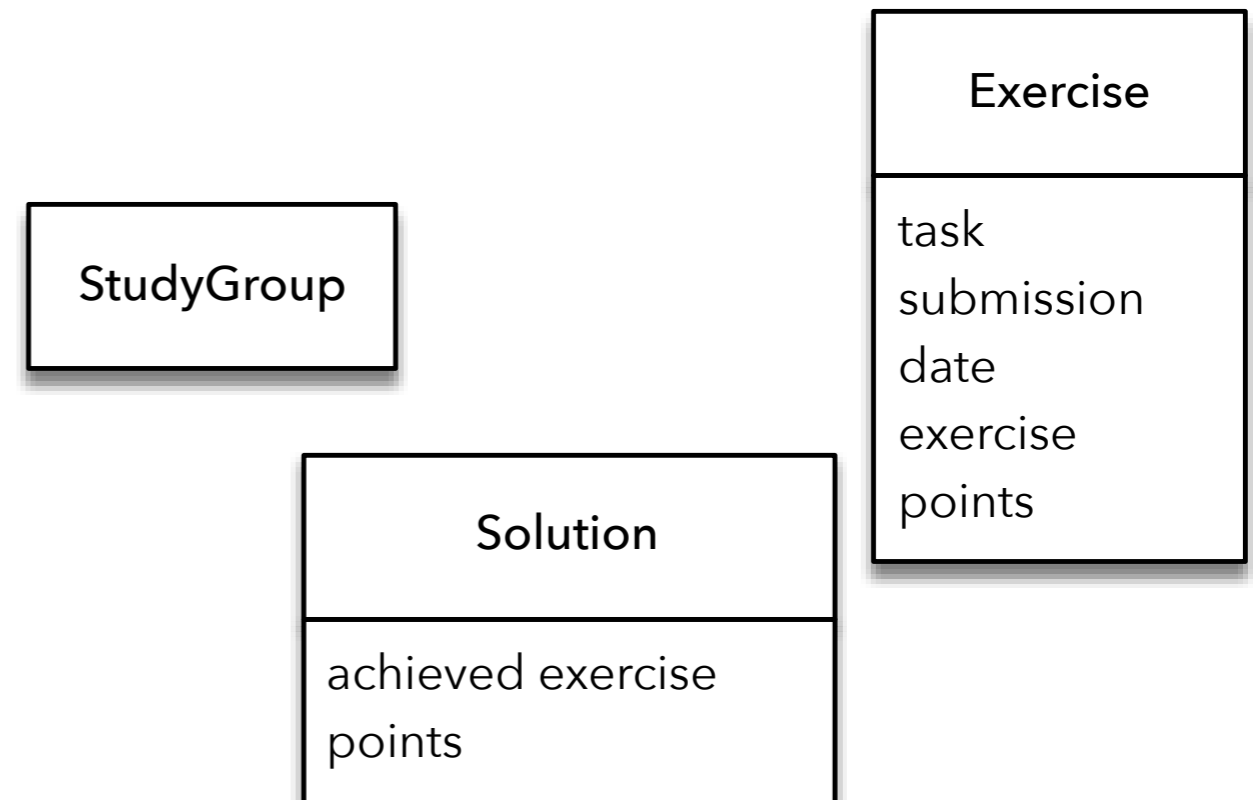 Exercise
task
submission
date
exercise
points
StudyGroup
Solution
achieved exercise
points